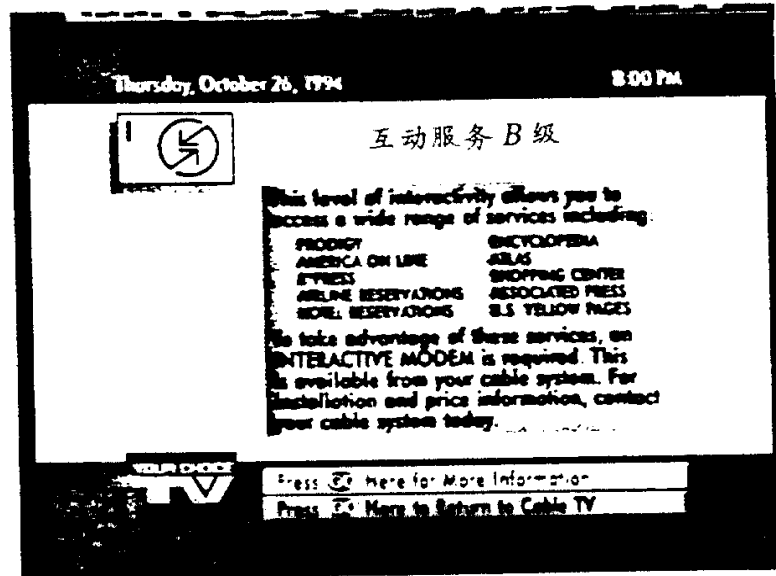 Thursday, October 26, 1994
8:00 PM
互动服务B级
This level of interactivity allows you to
access a wide range of services including:
PRODIGY
AMERICA ON LINE
X*PRESS
AIRLINE RESERVATIONS
HOTEL RESERVATIONS
ENCYCLOPEDIA
ATLAS
SHOPPING CENTER
ASSOCIATED PRESS
U.S. YELLOW PAGES
To take advantage of these services, an
INTERACTIVE MODEM is required. This
is available from your cable system. For
installation and price information, contact
your cable system today.
YOUR CHOICE
TV
Press Here for More Information
Press Here to Return to Cable TV